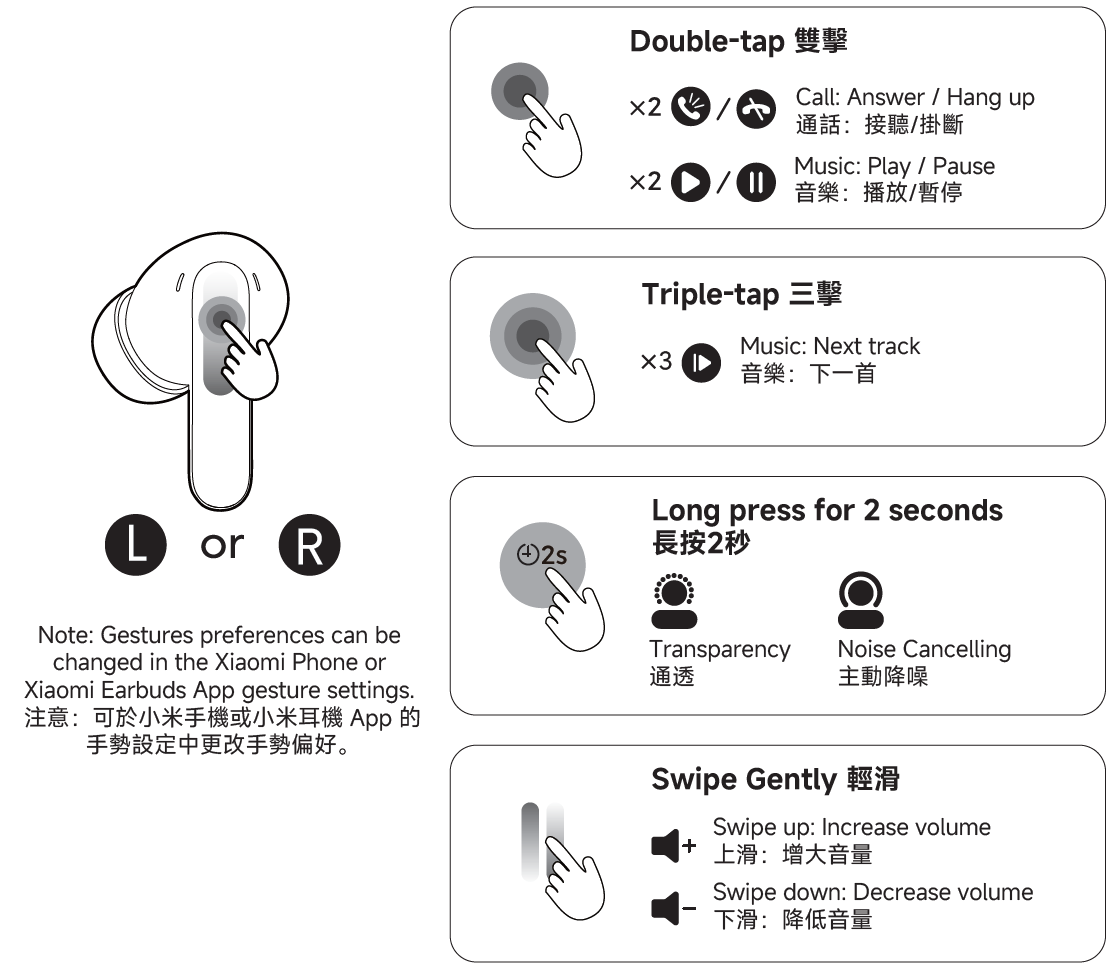 Double-tap 雙擊
×2 / Call: Answer / Hang up
通話：接聽/掛斷
×2 / Music: Play / Pause
音樂：播放/暫停
Triple-tap 三擊
×3 Music: Next track
音樂：下一首
L or R
Note: Gestures preferences can be
changed in the Xiaomi Phone or
Xiaomi Earbuds App gesture settings.
注意：可於小米手機或小米耳機 App 的
手勢設定中更改手勢偏好。
Long press for 2 seconds
長按2秒
2s
Transparency
通透
Noise Cancelling
主動降噪
Swipe Gently 輕滑
Swipe up: Increase volume
上滑：增大音量
Swipe down: Decrease volume
下滑：降低音量